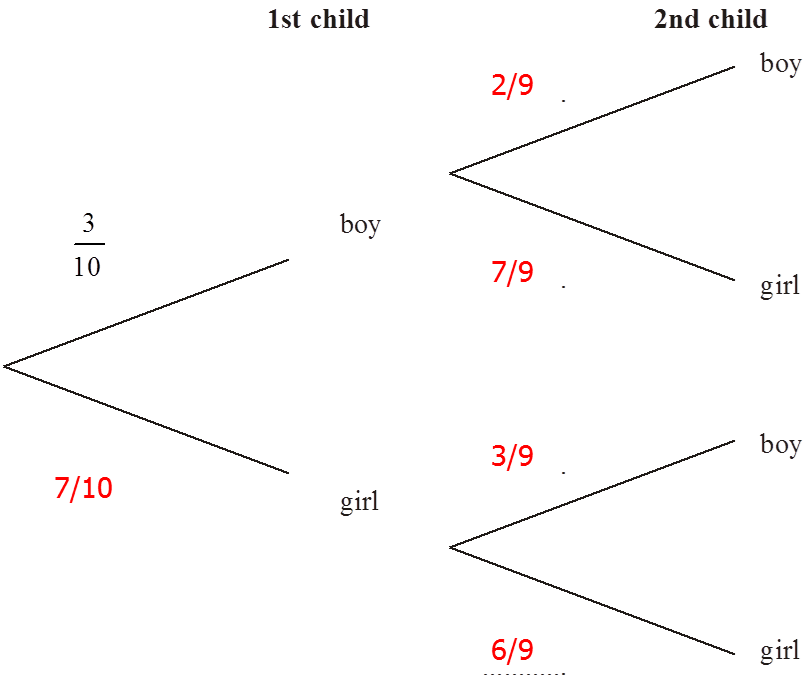 1st child 2nd child
2/9
boy
3/10
boy
7/9
girl
3/9
boy
7/10
girl
6/9
girl